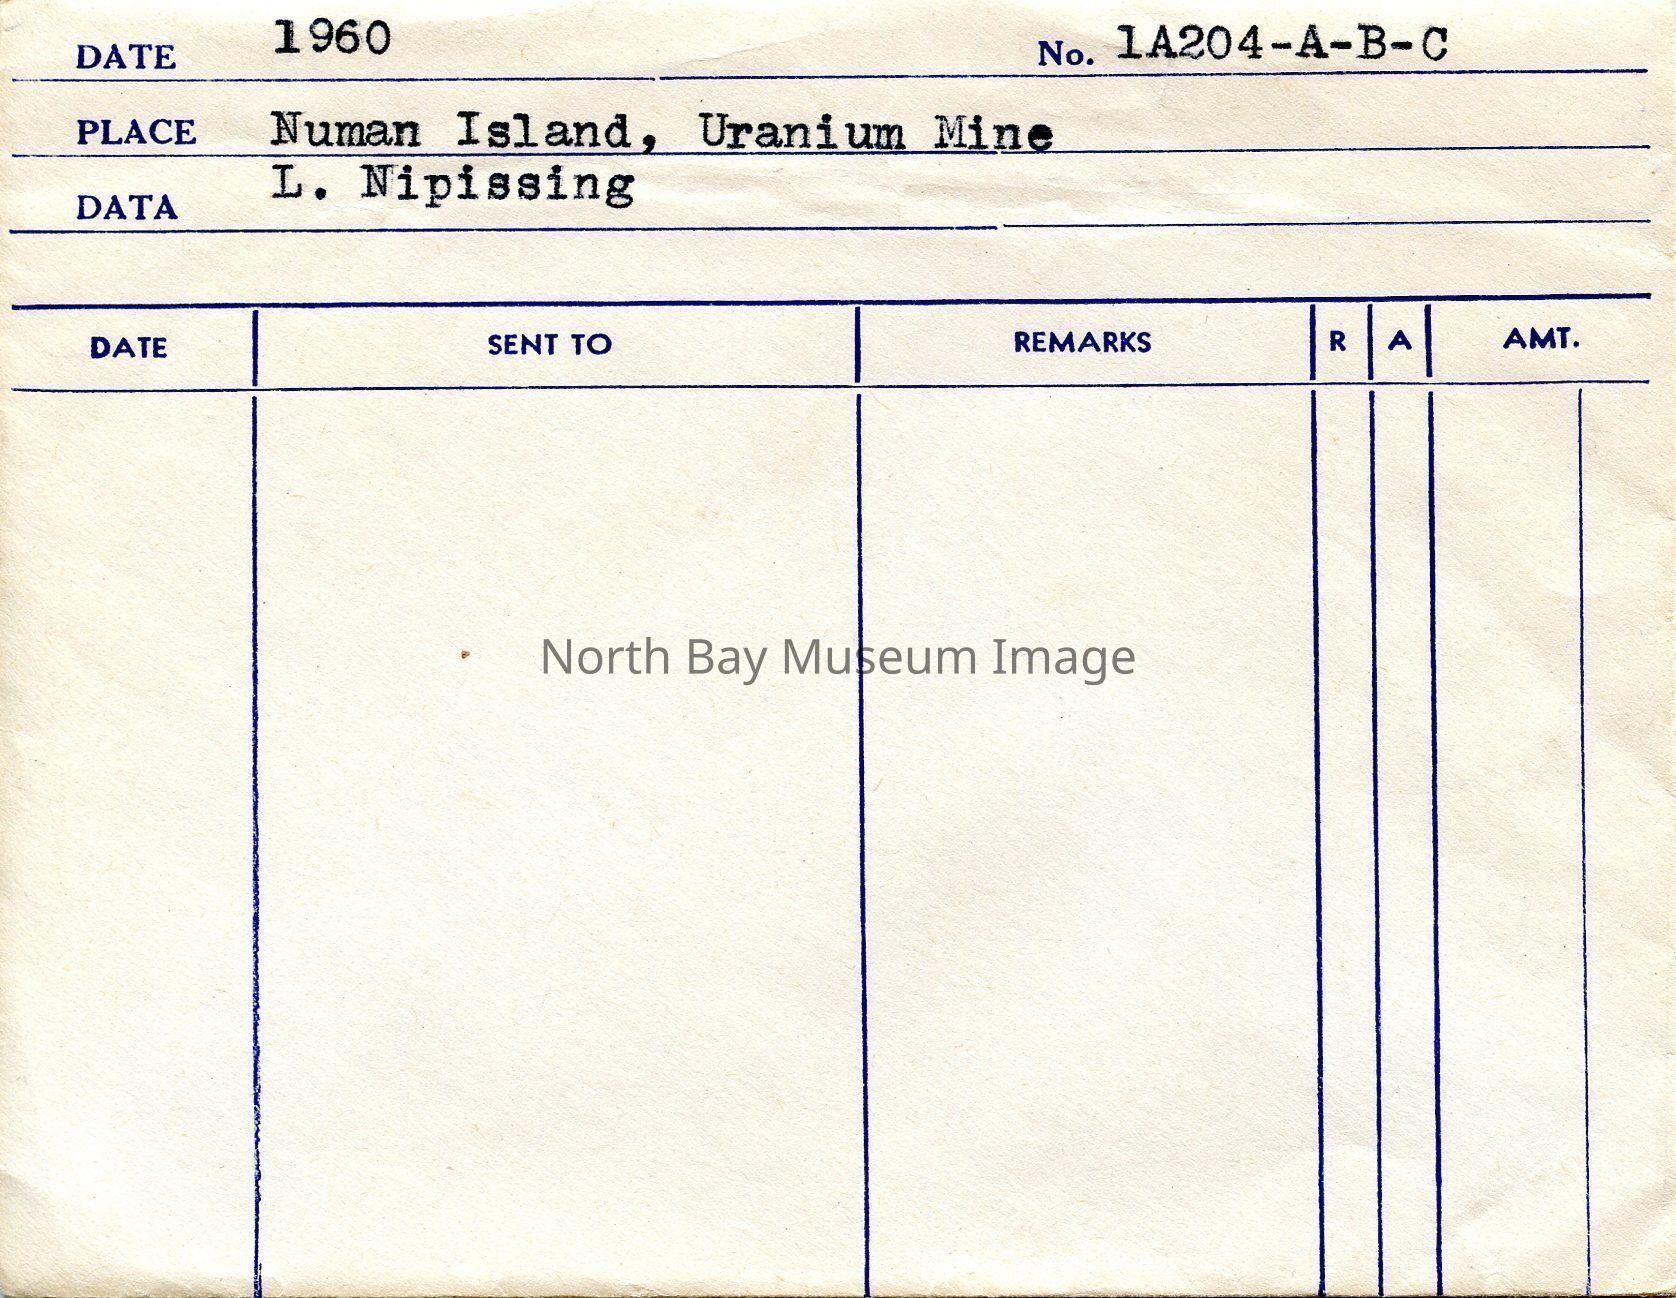 DATE 1960 No. 1A204-A-B-C
PLACE Numan Island, Uranium Mine
DATA L. Nipissing
DATE SENT TO REMARKS R A AMT.
North Bay Museum Image